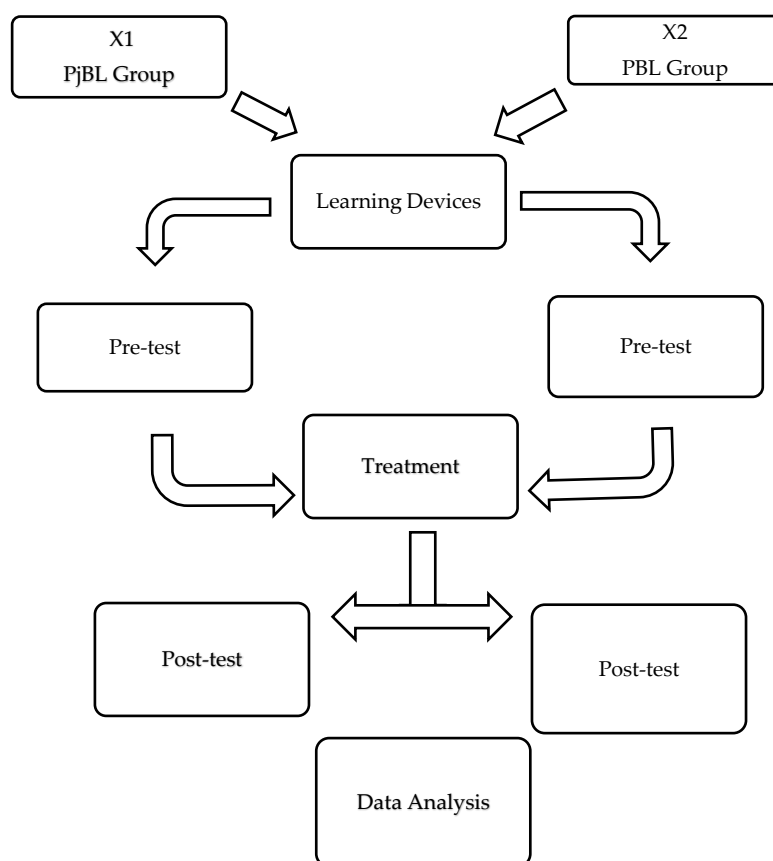 X1
PjBL Group
X2
PBL Group
Learning Devices
Pre-test
Pre-test
Treatment
Post-test
Post-test
Data Analysis